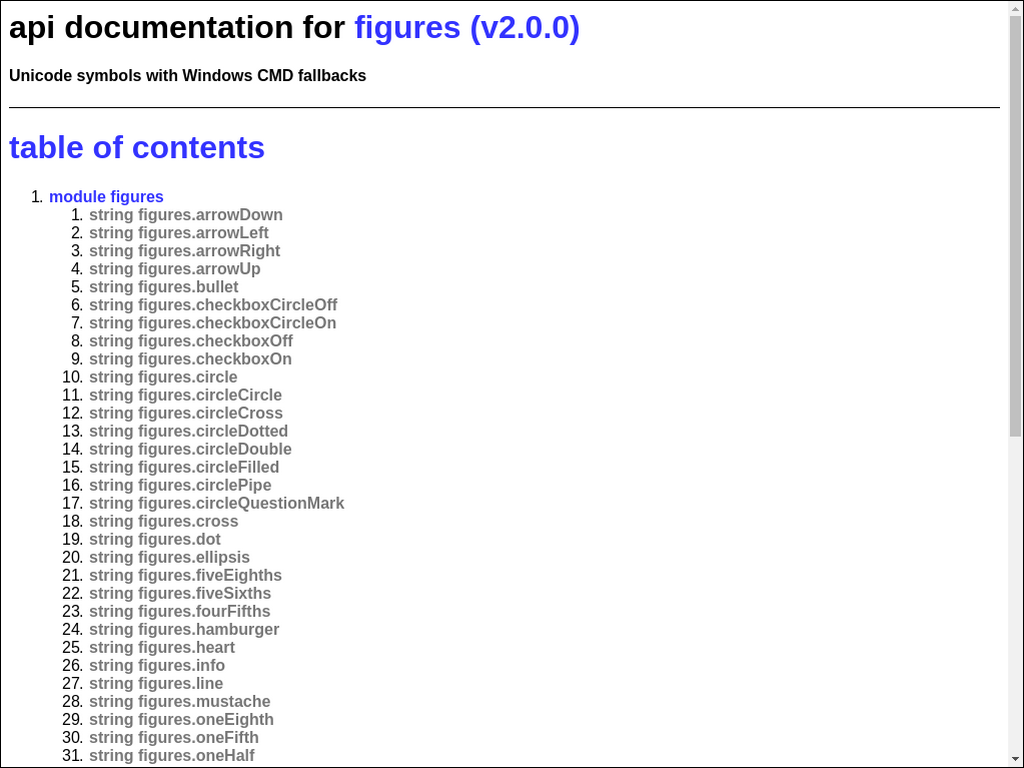 api documentation for figures (v2.0.0)
Unicode symbols with Windows CMD fallbacks
table of contents
1. module figures
1. string figures.arrowDown
2. string figures.arrowLeft
3. string figures.arrowRight
4. string figures.arrowUp
5. string figures.bullet
6. string figures.checkboxCircleOff
7. string figures.checkboxCircleOn
8. string figures.checkboxOff
9. string figures.checkboxOn
10. string figures.circle
11. string figures.circleCircle
12. string figures.circleCross
13. string figures.circleDotted
14. string figures.circleDouble
15. string figures.circleFilled
16. string figures.circlePipe
17. string figures.circleQuestionMark
18. string figures.cross
19. string figures.dot
20. string figures.ellipsis
21. string figures.fiveEighths
22. string figures.fiveSixths
23. string figures.fourFifths
24. string figures.hamburger
25. string figures.heart
26. string figures.info
27. string figures.line
28. string figures.mustache
29. string figures.oneEighth
30. string figures.oneFifth
31. string figures.oneHalf